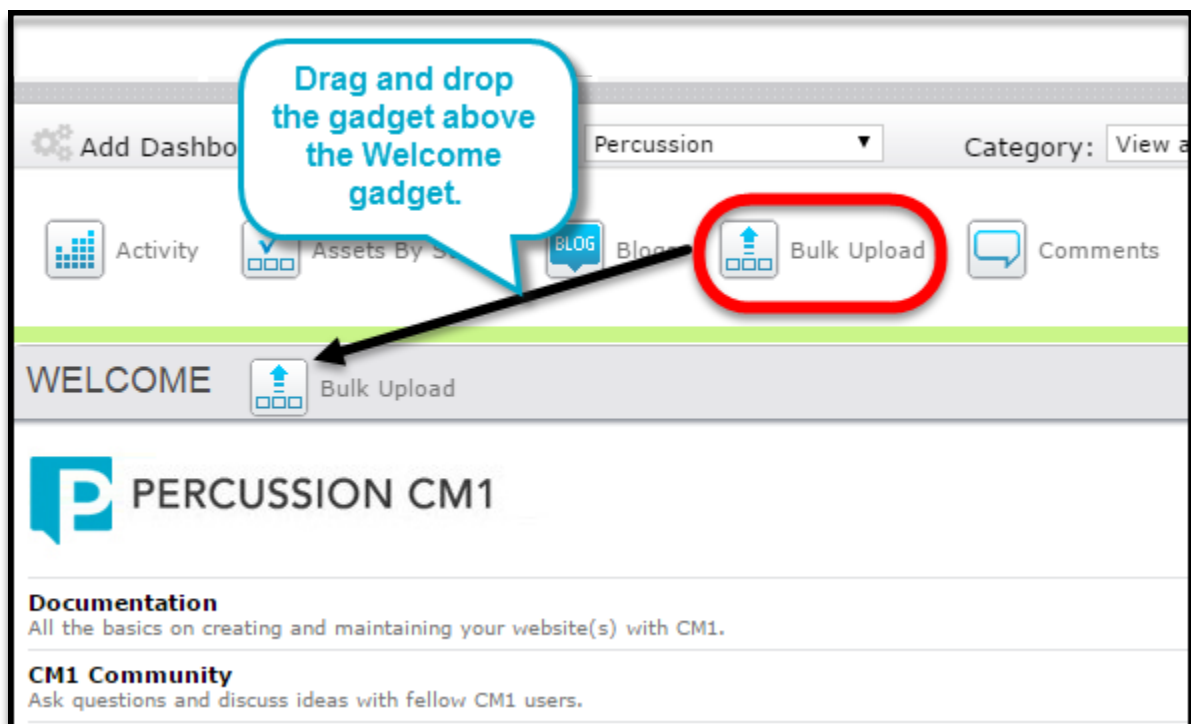 Drag and drop
the gadget above
the Welcome
gadget.
Add Dashbo
Percussion
Category: View a
Activity
Assets By S
BLOG Blogs
Bulk Upload
Comments
WELCOME
Bulk Upload
PERCUSSION CM1
Documentation
All the basics on creating and maintaining your website(s) with CM1.
CM1 Community
Ask questions and discuss ideas with fellow CM1 users.